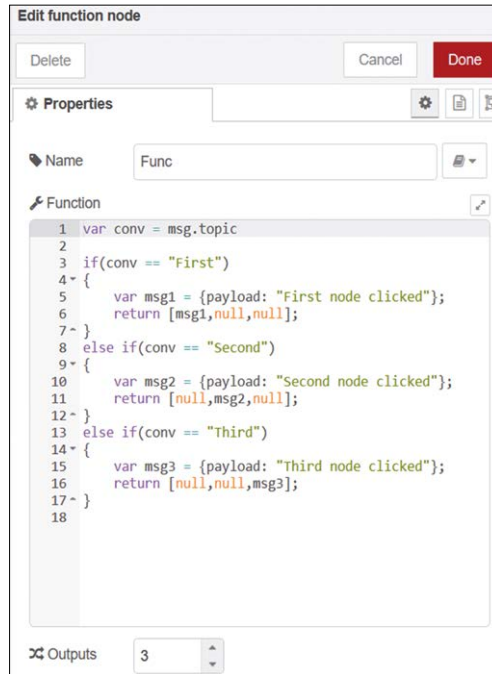 Edit function node
Delete
Cancel
Done
Properties
Name
Func
Function
1 var conv = msg.topic
2
3 if(conv == "First")
4 {
5     var msg1 = {payload: "First node clicked"};
6     return [msg1,null,null];
7 }
8 else if(conv == "Second")
9 {
10     var msg2 = {payload: "Second node clicked"};
11     return [null,msg2,null];
12 }
13 else if(conv == "Third")
14 {
15     var msg3 = {payload: "Third node clicked"};
16     return [null,null,msg3];
17 }
18
Outputs
3